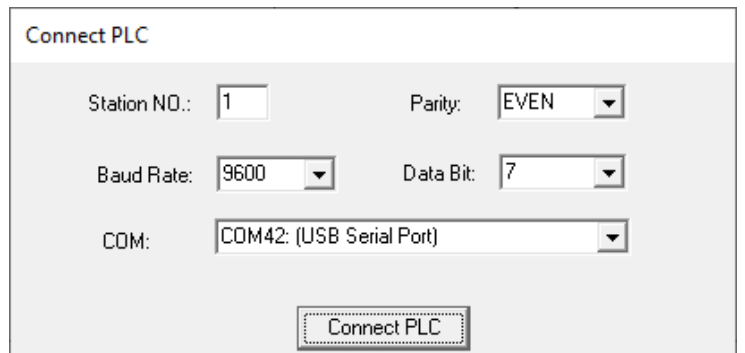 Connect PLC
Station NO.: 1 Parity: EVEN
Baud Rate: 9600 Data Bit: 7
COM: COM42: (USB Serial Port)
Connect PLC